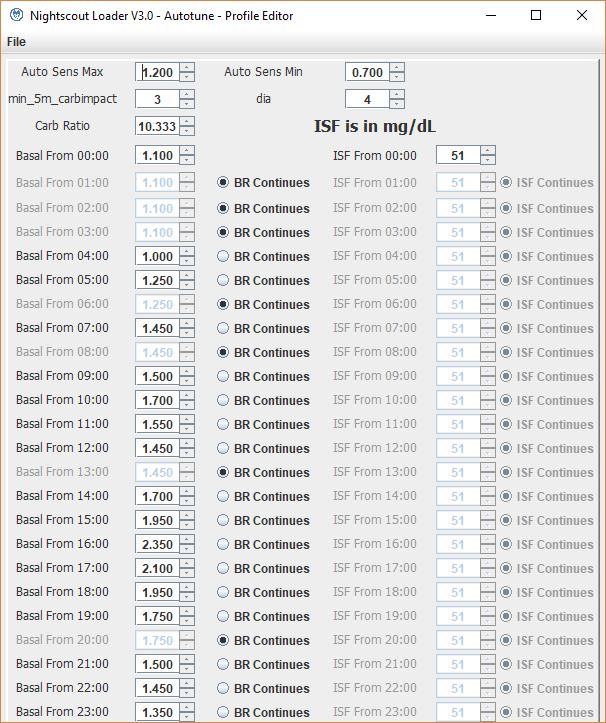 Nightscout Loader V3.0 - Autotune - Profile Editor
File
Auto Sens Max 1.200 Auto Sens Min 0.700
min_5m_carbimpact 3 dia 4
Carb Ratio 10.333 ISF is in mg/dL
Basal From 00:00 1.100 ISF From 00:00 51
Basal From 01:00 1.100 BR Continues ISF From 01:00 51 ISF Continues
Basal From 02:00 1.100 BR Continues ISF From 02:00 51 ISF Continues
Basal From 03:00 1.100 BR Continues ISF From 03:00 51 ISF Continues
Basal From 04:00 1.000 BR Continues ISF From 04:00 51 ISF Continues
Basal From 05:00 1.250 BR Continues ISF From 05:00 51 ISF Continues
Basal From 06:00 1.250 BR Continues ISF From 06:00 51 ISF Continues
Basal From 07:00 1.450 BR Continues ISF From 07:00 51 ISF Continues
Basal From 08:00 1.450 BR Continues ISF From 08:00 51 ISF Continues
Basal From 09:00 1.500 BR Continues ISF From 09:00 51 ISF Continues
Basal From 10:00 1.700 BR Continues ISF From 10:00 51 ISF Continues
Basal From 11:00 1.550 BR Continues ISF From 11:00 51 ISF Continues
Basal From 12:00 1.450 BR Continues ISF From 12:00 51 ISF Continues
Basal From 13:00 1.450 BR Continues ISF From 13:00 51 ISF Continues
Basal From 14:00 1.700 BR Continues ISF From 14:00 51 ISF Continues
Basal From 15:00 1.950 BR Continues ISF From 15:00 51 ISF Continues
Basal From 16:00 2.350 BR Continues ISF From 16:00 51 ISF Continues
Basal From 17:00 2.100 BR Continues ISF From 17:00 51 ISF Continues
Basal From 18:00 1.950 BR Continues ISF From 18:00 51 ISF Continues
Basal From 19:00 1.750 BR Continues ISF From 19:00 51 ISF Continues
Basal From 20:00 1.750 BR Continues ISF From 20:00 51 ISF Continues
Basal From 21:00 1.500 BR Continues ISF From 21:00 51 ISF Continues
Basal From 22:00 1.450 BR Continues ISF From 22:00 51 ISF Continues
Basal From 23:00 1.350 BR Continues ISF From 23:00 51 ISF Continues